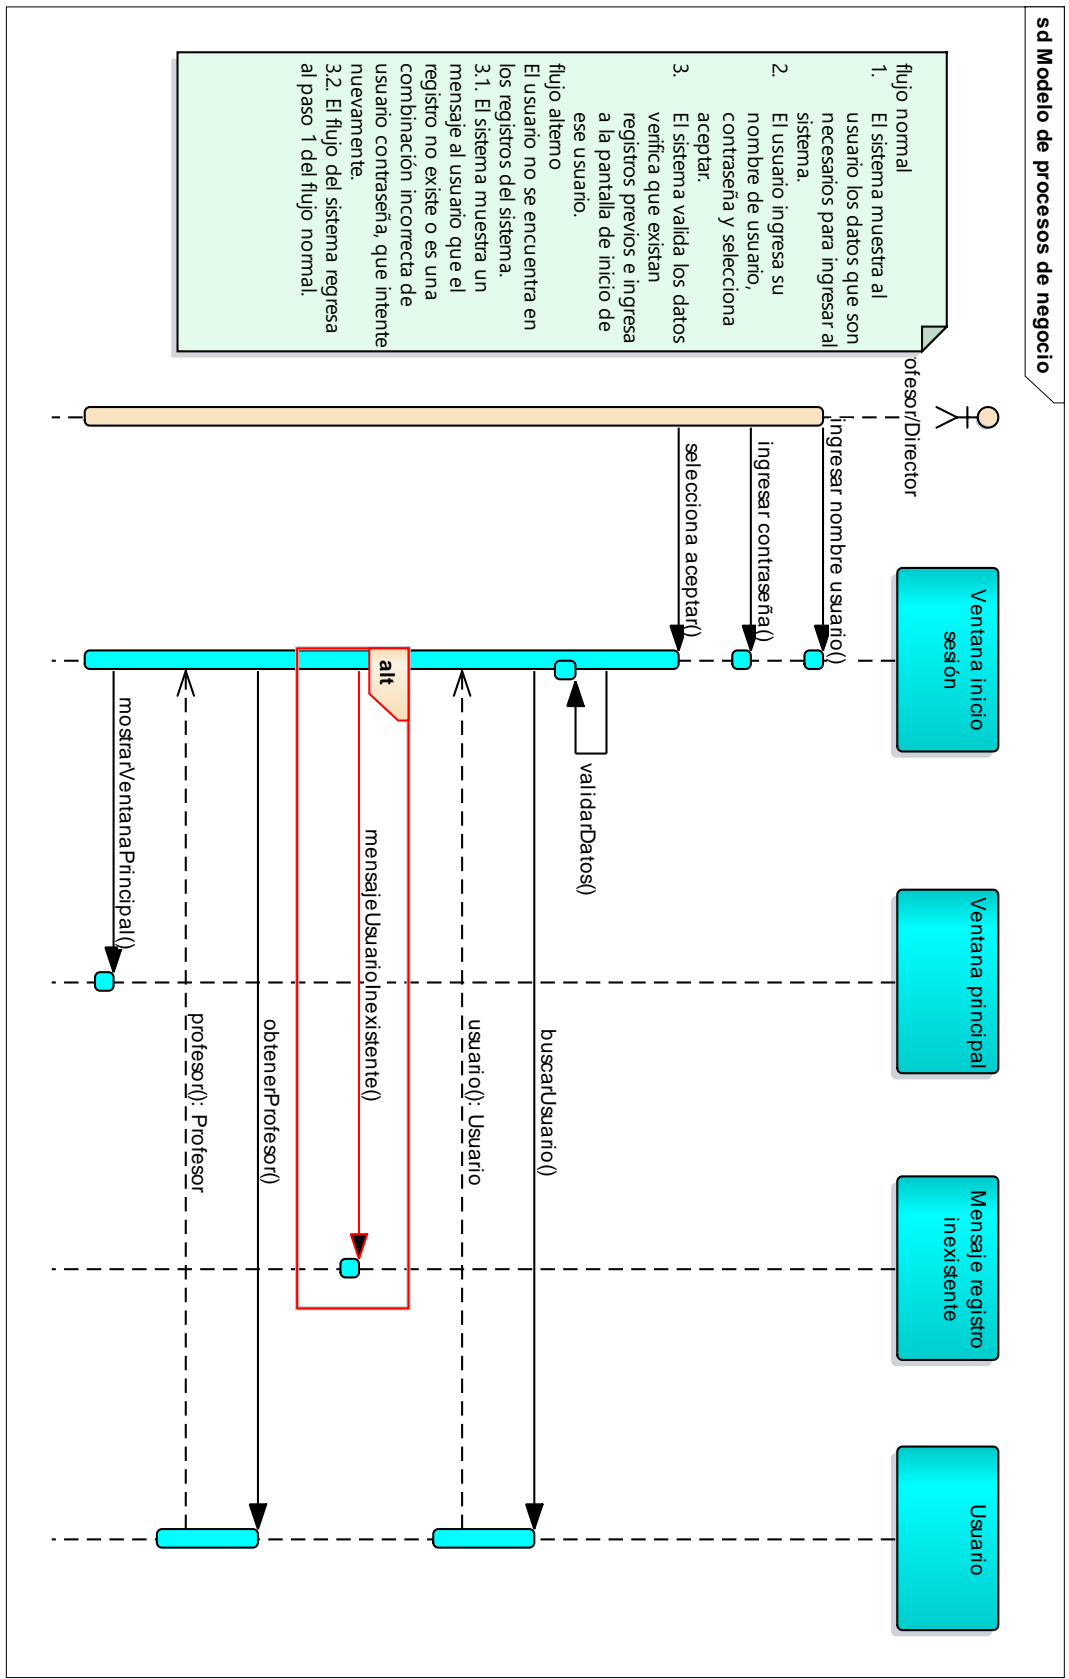 sd Modelo de procesos de negocio
flujo normal
1. El sistema muestra al
usuario los datos que son
necesarios para ingresar al
sistema.
2. El usuario ingresa su
nombre de usuario,
contraseña y selecciona
aceptar.
3. El sistema valida los datos
verifica que existan
registros previos e ingresa
a la pantalla de inicio de
ese usuario.
flujo alterno
El usuario no se encuentra en
los registros del sistema.
3.1. El sistema muestra un
mensaje al usuario que el
registro no existe o es una
combinación incorrecta de
usuario contraseña, que intente
nuevamente.
3.2. El flujo del sistema regresa
al paso 1 del flujo normal.
ofesor/Director
Ventana inicio
sesión
Ventana principal
Mensaje registro
inexistente
Usuario
ingresar nombre usuario()
ingresar contraseña()
selecciona aceptar()
validarDatos()
buscarUsuario()
usuario(): Usuario
alt
mensajeUsuarioInexistente()
obtenerProfesor()
profesor(): Profesor
mostrarVentanaPrincipal()